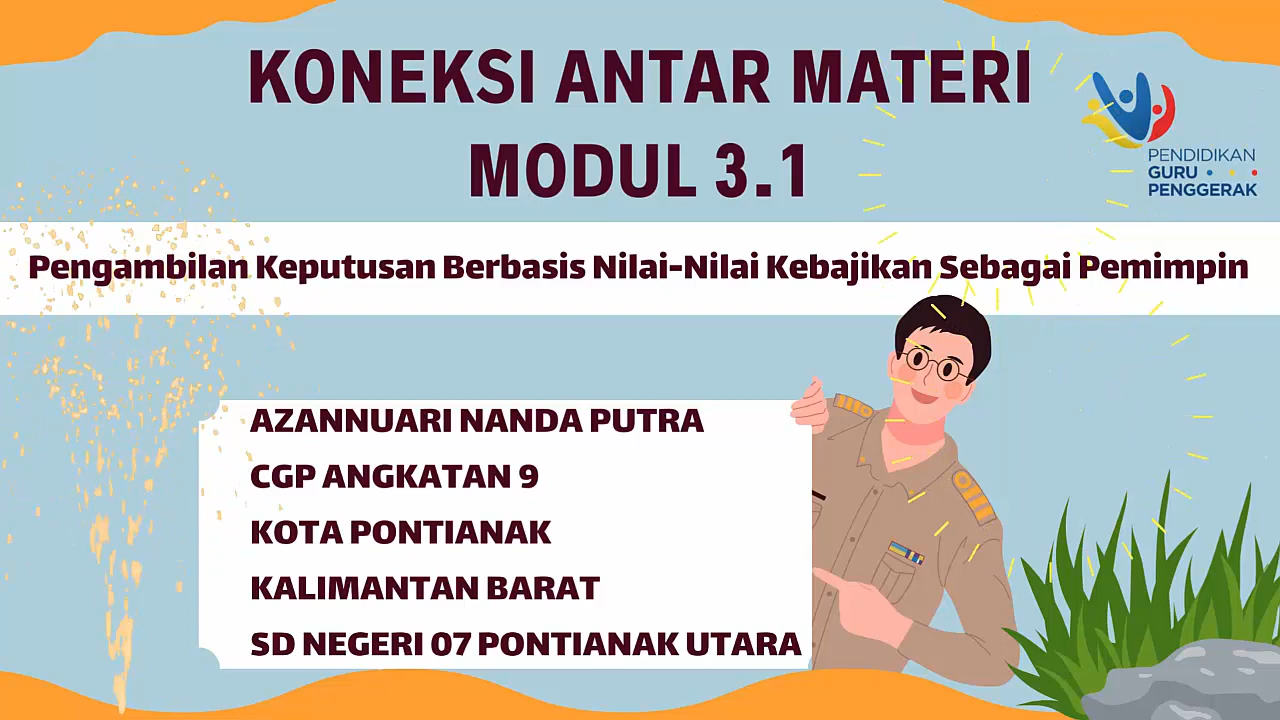 KONEKSI ANTAR MATERI
MODUL 3.1
PENDIDIKAN
GURU
PENGGERAK
Pengambilan Keputusan Berbasis Nilai-Nilai Kebajikan Sebagai Pemimpin
AZANNUARI NANDA PUTRA
CGP ANGKATAN 9
KOTA PONTIANAK
KALIMANTAN BARAT
SD NEGERI 07 PONTIANAK UTARA